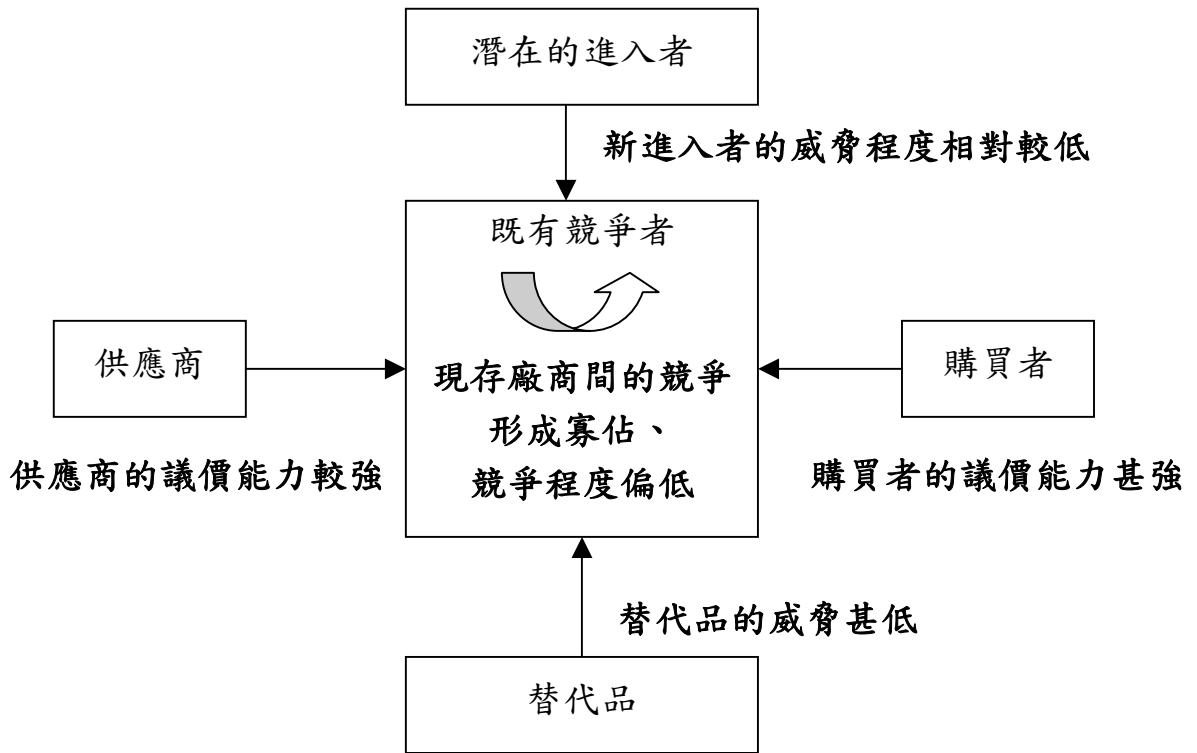 潛在的進入者
新進入者的威脅程度相對較低
既有競爭者
供應商
現存廠商間的競爭
形成寡佔、
競爭程度偏低
購買者
供應商的議價能力較強
購買者的議價能力甚強
替代品的威脅甚低
替代品